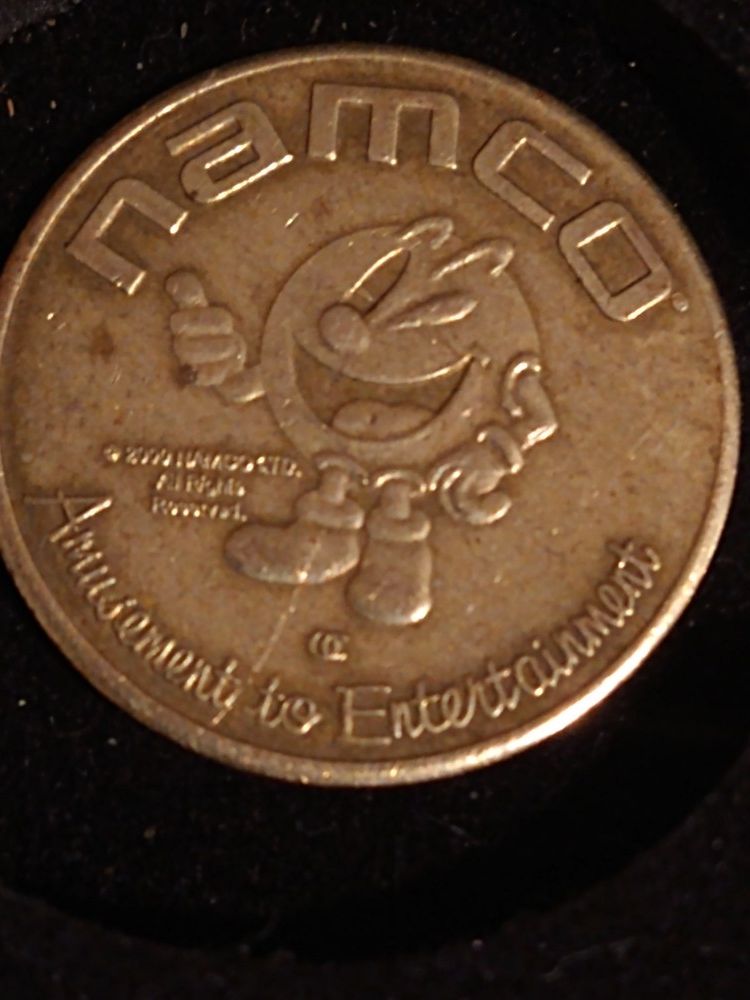 namco®
© 2000 NAMCO LTD.
All Rights
Reserved.
Amusement to Entertainment